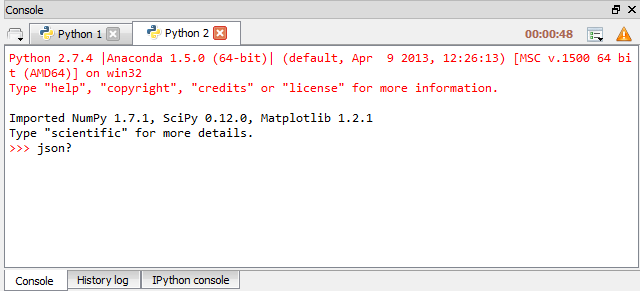 Console
Python 1
Python 2
00:00:48
Python 2.7.4 |Anaconda 1.5.0 (64-bit)| (default, Apr  9 2013, 12:26:13) [MSC v.1500 64 bi
t (AMD64)] on win32
Type "help", "copyright", "credits" or "license" for more information.
Imported NumPy 1.7.1, SciPy 0.12.0, Matplotlib 1.2.1
Type "scientific" for more details.
>>> json?
Console
History log
IPython console